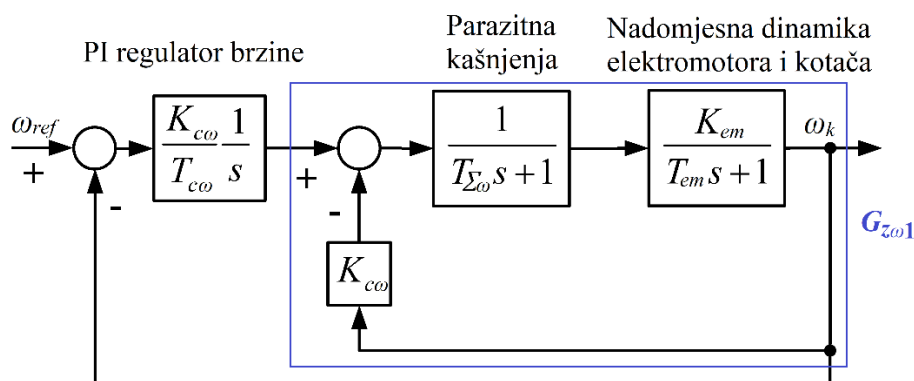 PI regulator brzine
Parazitna
kašnjenja
Nadomjesna dinamika
elektromotora i kotača
ω_ref
+
-
K_cω / T_cω 1 / s
+
-
1 / T_Σω s + 1
K_em / T_em s + 1
ω_k
G_zω1
K_cω